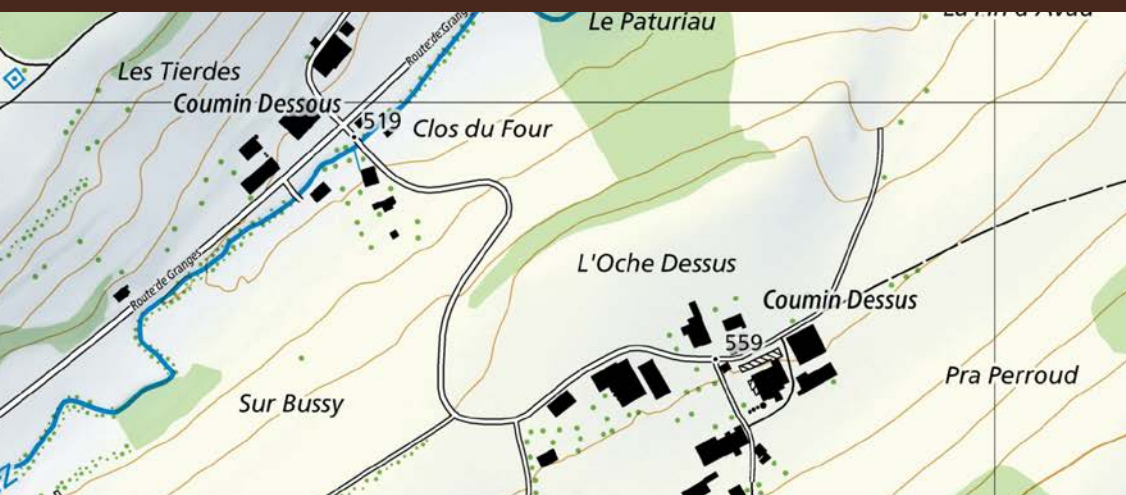 Le Paturiau
Route de Grange
Les Tierdes
Coumin Dessous
519
Clos du Four
L'Oche Dessus
Route de Granges
Coumin Dessus
559
Pra Perroud
Sur Bussy